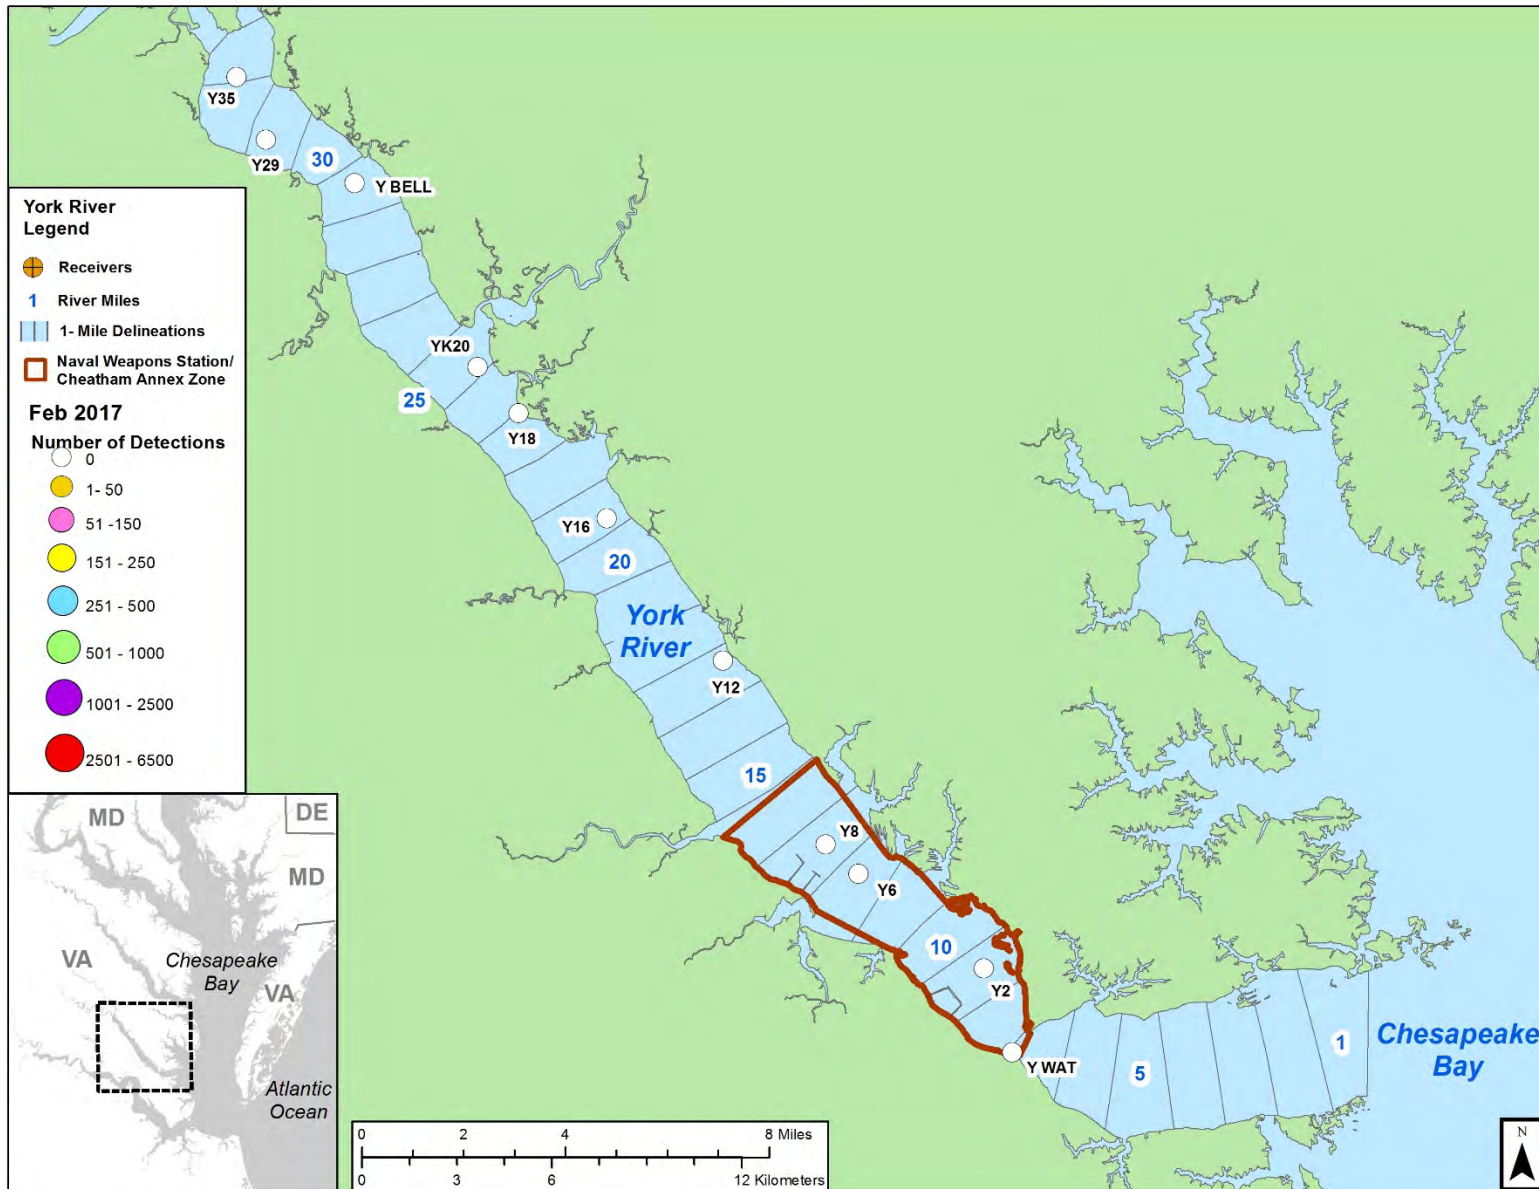 Y35
Y29
30
Y BELL
York River
Legend
Receivers
1 River Miles
1- Mile Delineations
Naval Weapons Station/
Cheatham Annex Zone
Feb 2017
Number of Detections
0
1- 50
51 -150
151 - 250
251 - 500
501 - 1000
1001 - 2500
2501 - 6500
YK20
25
Y18
Y16
20
York
River
Y12
15
Y8
Y6
10
Y2
Y WAT
5
1
Chesapeake
Bay
MD
DE
MD
VA
Chesapeake
Bay
VA
Atlantic
Ocean
0 2 4 8 Miles
0 3 6 12 Kilometers
N